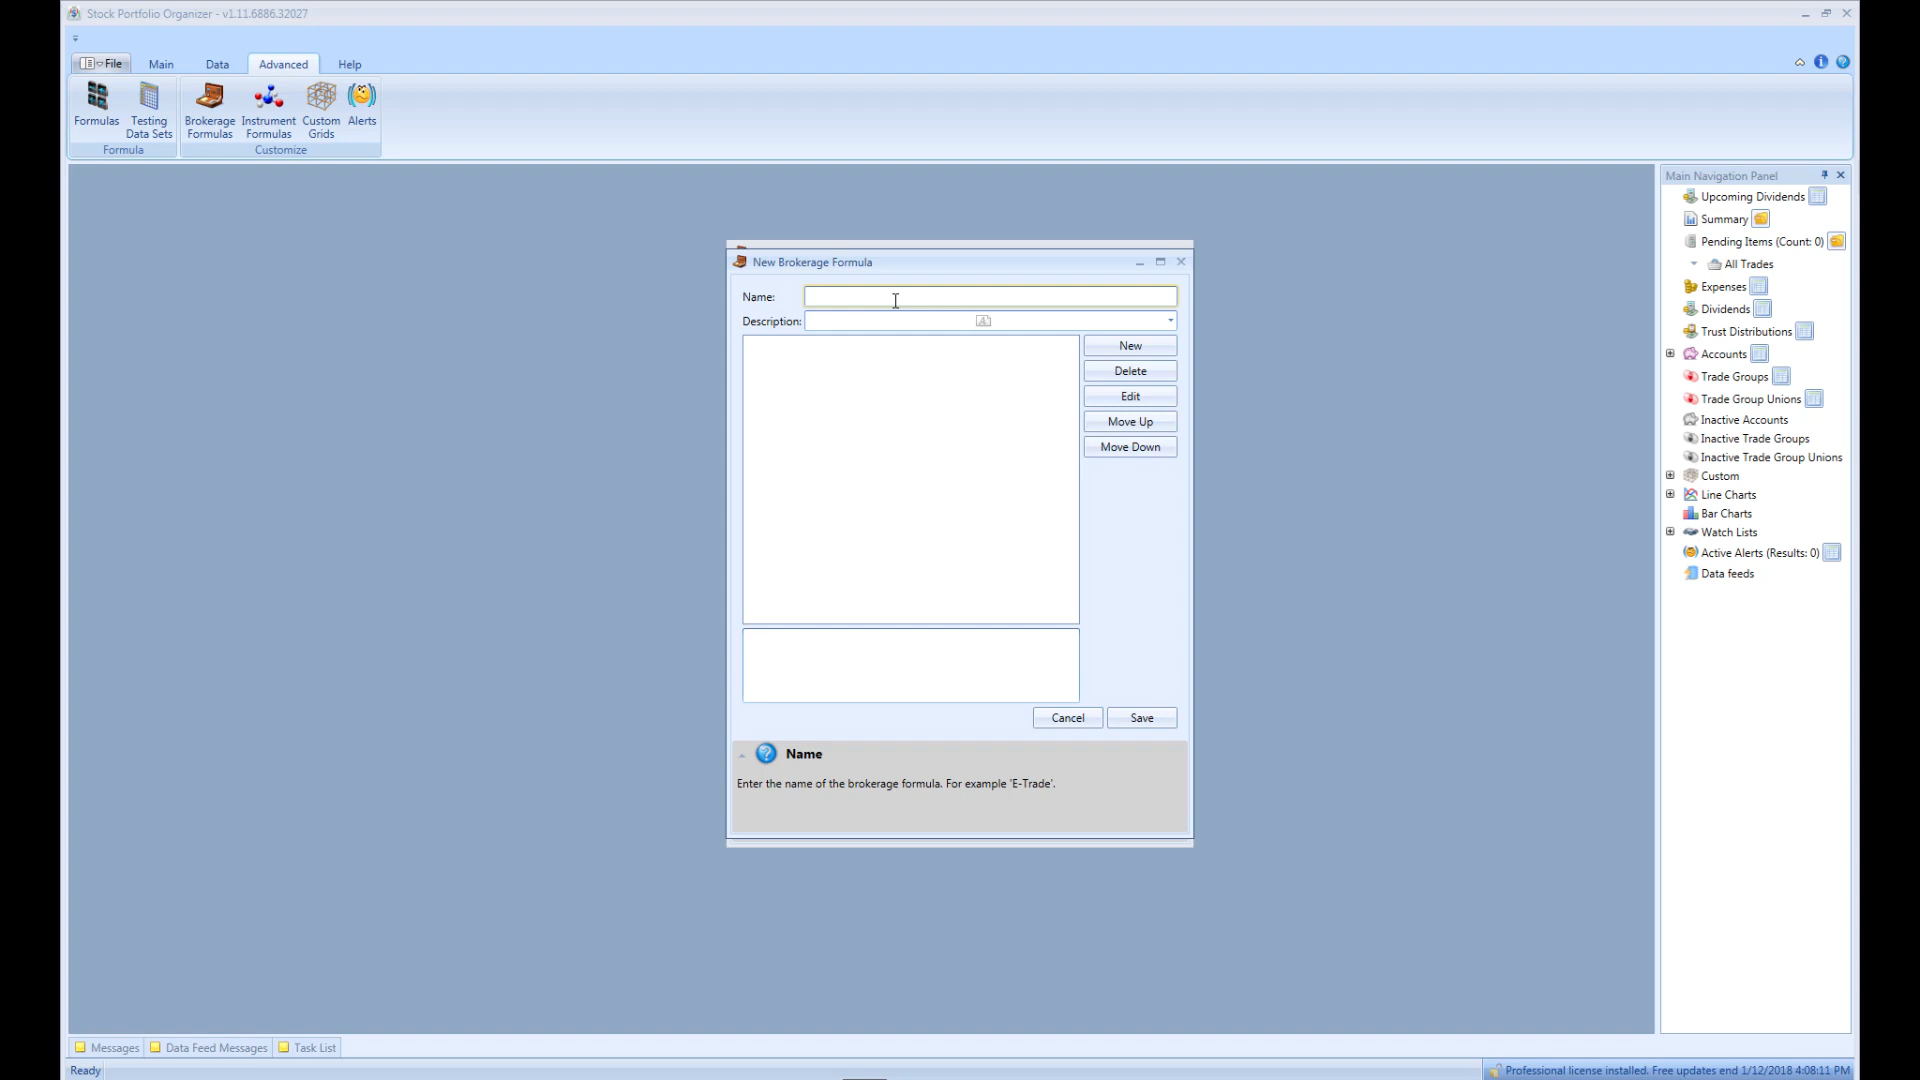 Stock Portfolio Organizer - v1.11.6886.32027
File Main Data Advanced Help
Formulas
Testing Data Sets
Brokerage Formulas
Instrument Formulas
Custom Grids
Alerts
Formula
Customize
New Brokerage Formula
Name:
Description:
New
Delete
Edit
Move Up
Move Down
Cancel Save
Name
Enter the name of the brokerage formula. For example 'E-Trade'.
Main Navigation Panel
Upcoming Dividends
Summary
Pending Items (Count: 0)
All Trades
Expenses
Dividends
Trust Distributions
Accounts
Trade Groups
Trade Group Unions
Inactive Accounts
Inactive Trade Groups
Inactive Trade Group Unions
Custom
Line Charts
Bar Charts
Watch Lists
Active Alerts (Results: 0)
Data feeds
Messages Data Feed Messages Task List
Ready
Professional license installed. Free updates end 1/12/2018 4:08:11 PM